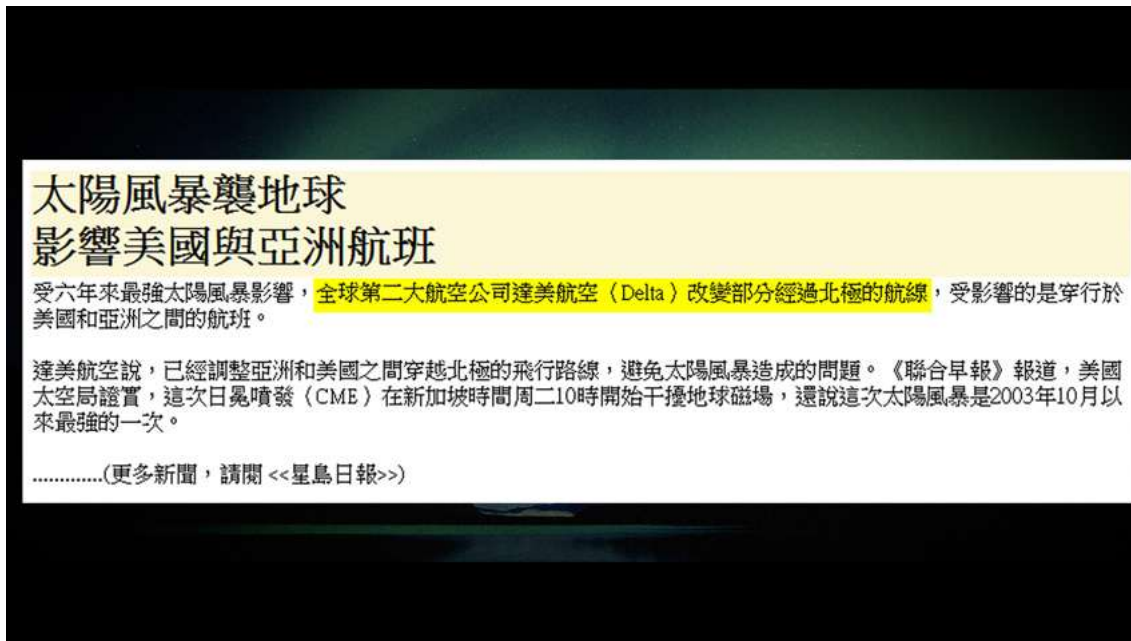 太陽風暴襲地球
影響美國與亞洲航班
受六年來最強太陽風暴影響，全球第二大航空公司達美航空（Delta）改變部分經過北極的航線，受影響的是穿行於
美國和亞洲之間的航班。
達美航空說，已經調整亞洲和美國之間穿越北極的飛行路線，避免太陽風暴造成的問題。《聯合早報》報道，美國
太空局證實，這次日冕噴發（CME）在新加坡時間周二10時開始干擾地球磁場，還說這次太陽風暴是2003年10月以
來最強的一次。
.............(更多新聞，請閱 <<星島日報>>)